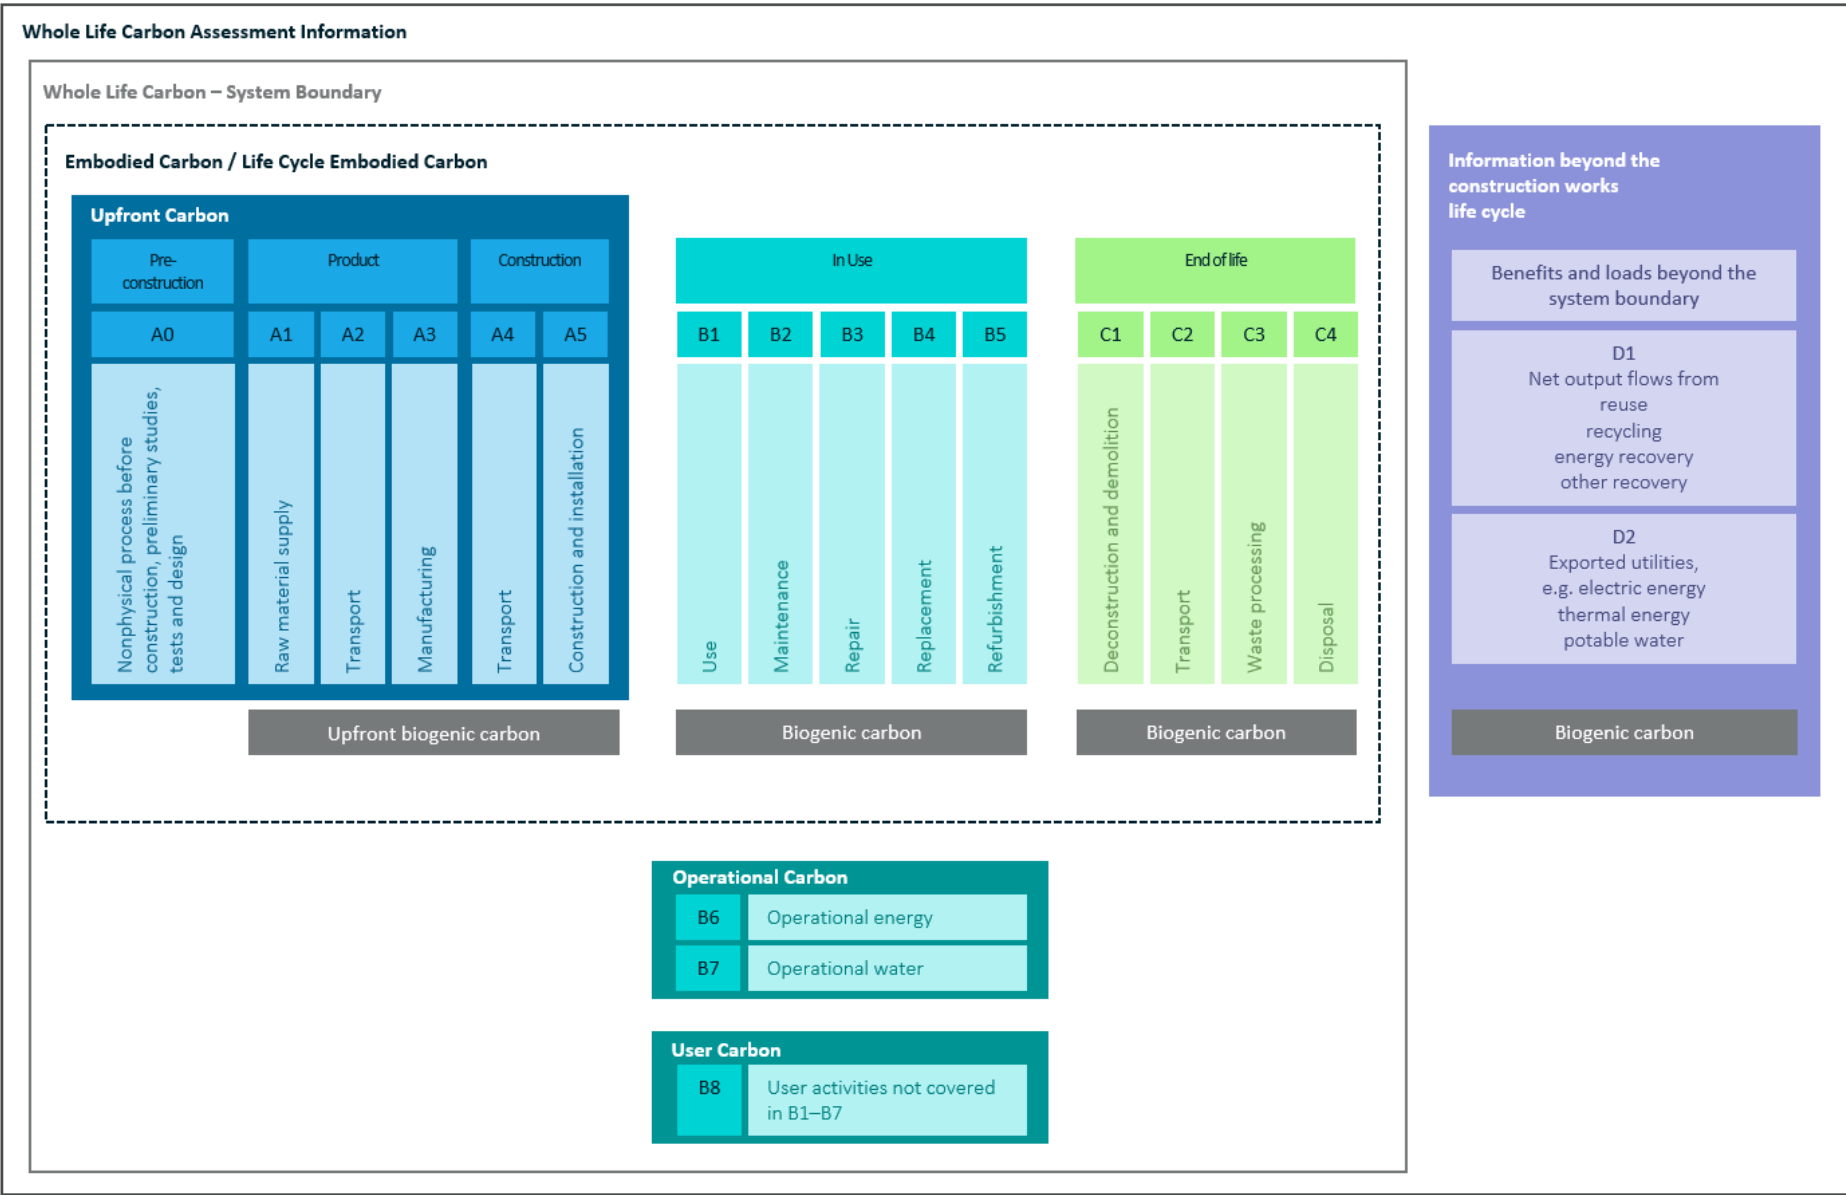 Whole Life Carbon Assessment Information
Whole Life Carbon – System Boundary
Embodied Carbon / Life Cycle Embodied Carbon
Upfront Carbon
Pre-
construction
Product
Construction
A0
A1
A2
A3
A4
A5
Nonphysical process before
construction, preliminary studies,
tests and design
Raw material supply
Transport
Manufacturing
Transport
Construction and installation
Upfront biogenic carbon
In Use
B1
B2
B3
B4
B5
Use
Maintenance
Repair
Replacement
Refurbishment
Biogenic carbon
End of life
C1
C2
C3
C4
Deconstruction and demolition
Transport
Waste processing
Disposal
Biogenic carbon
Operational Carbon
B6
Operational energy
B7
Operational water
User Carbon
B8
User activities not covered
in B1–B7
Information beyond the
construction works
life cycle
Benefits and loads beyond the
system boundary
D1
Net output flows from
reuse
recycling
energy recovery
other recovery
D2
Exported utilities,
e.g. electric energy
thermal energy
potable water
Biogenic carbon